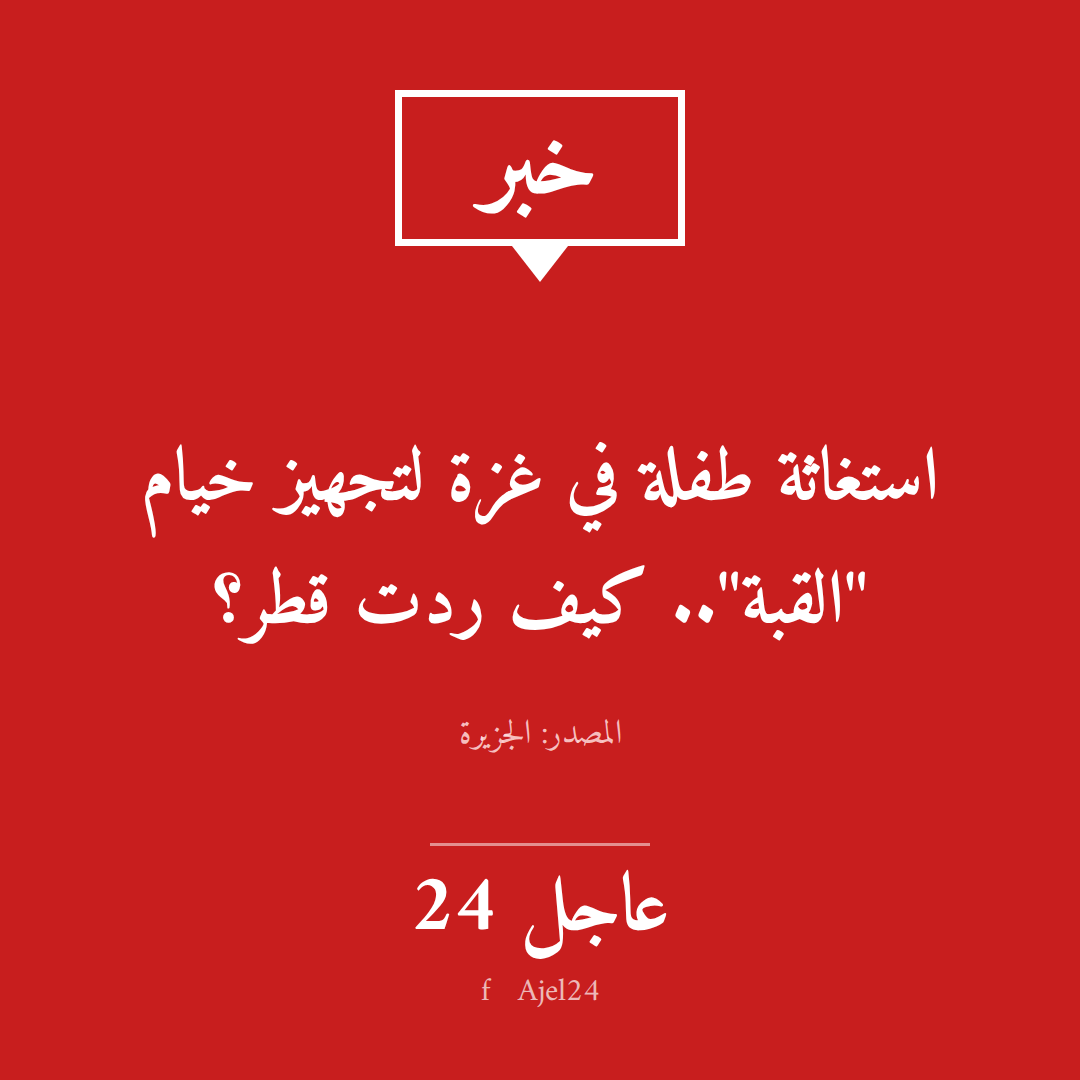 خبر
استغاثة طفلة في غزة لتجهيز خيام
"القبة".. كيف ردت قطر؟
المصدر: الجزيرة
عاجل 24
f Ajel24